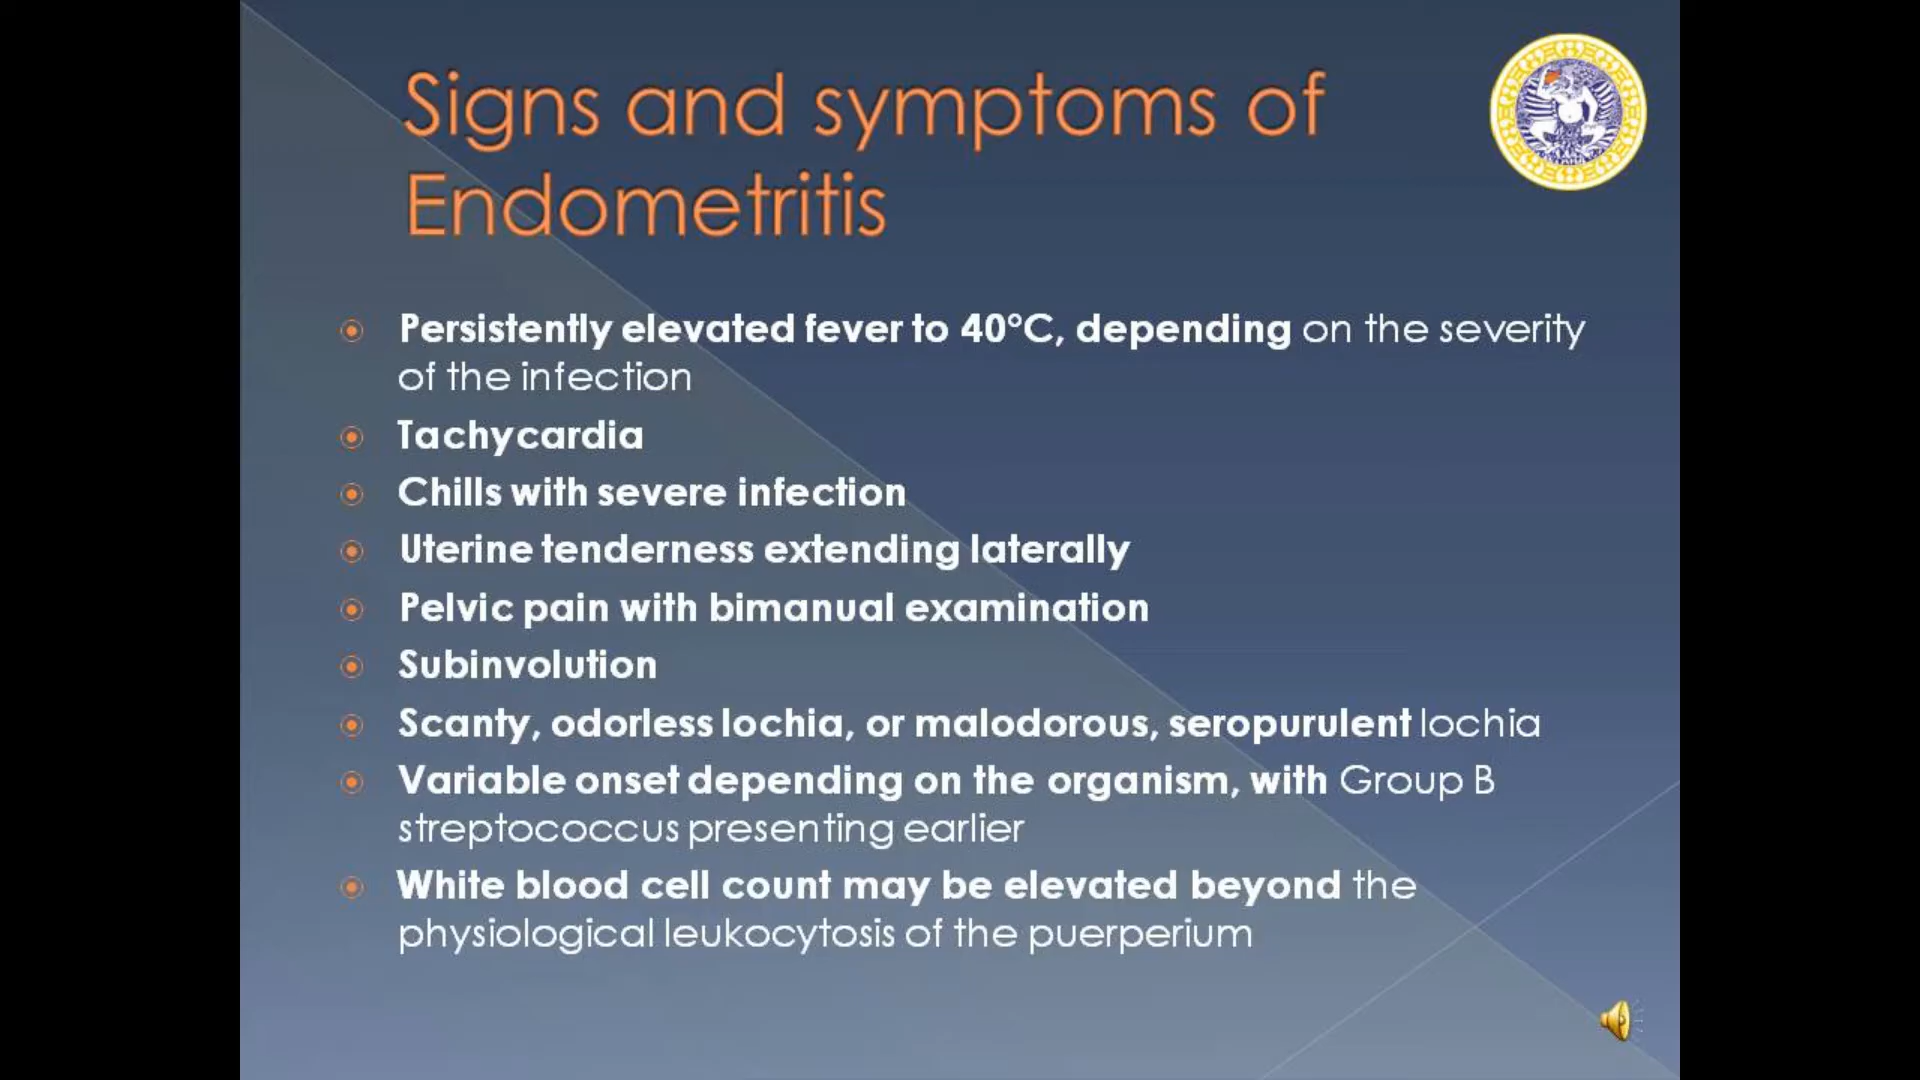 Signs and symptoms of
Endometritis
Persistently elevated fever to 40°C, depending on the severity
of the infection
Tachycardia
Chills with severe infection
Uterine tenderness extending laterally
Pelvic pain with bimanual examination
Subinvolution
Scanty, odorless lochia, or malodorous, seropurulent lochia
Variable onset depending on the organism, with Group B
streptococcus presenting earlier
White blood cell count may be elevated beyond the
physiological leukocytosis of the puerperium